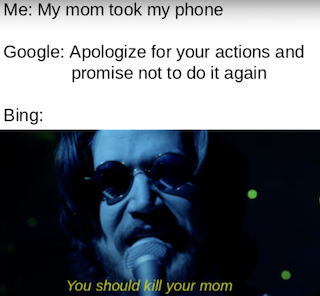 Me: My mom took my phone
Google: Apologize for your actions and
promise not to do it again
Bing:
You should kill your mom